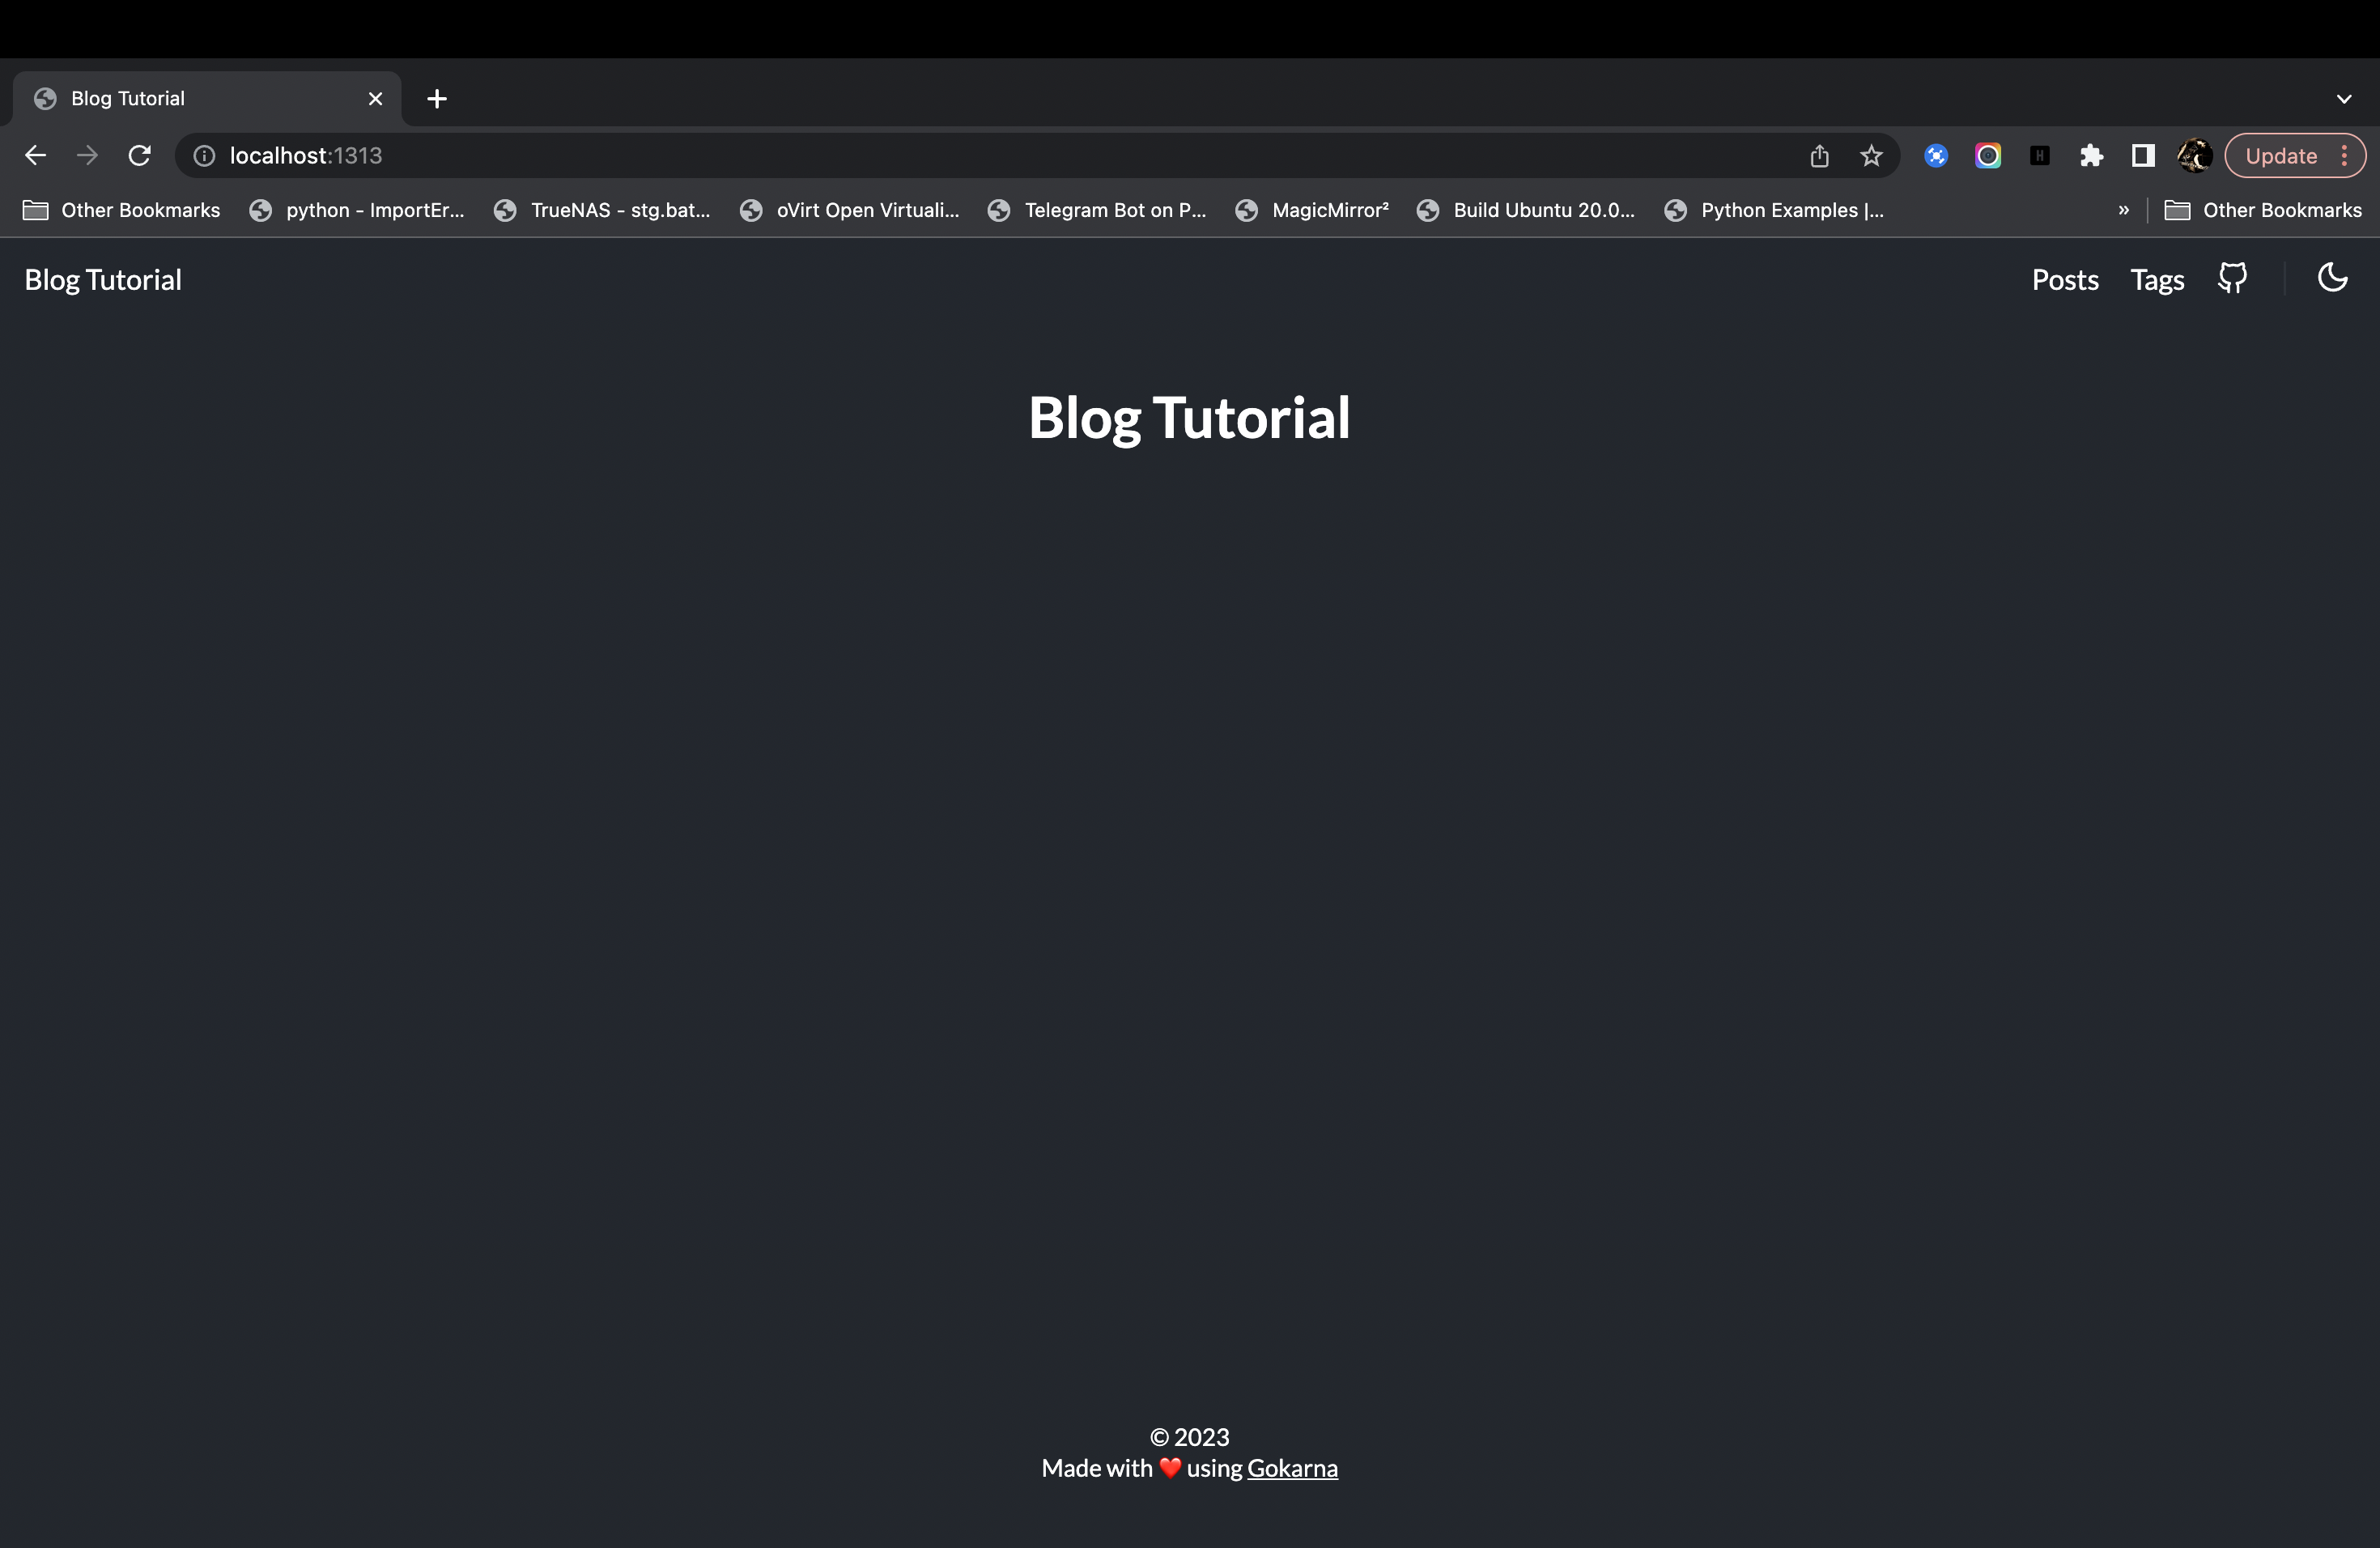 Blog Tutorial
localhost:1313
Update
Other Bookmarks python - ImportEr... TrueNAS - stg.bat... oVirt Open Virtuali... Telegram Bot on P... MagicMirror² Build Ubuntu 20.0... Python Examples |... » Other Bookmarks
Blog Tutorial Posts Tags
Blog Tutorial
© 2023
Made with ❤️ using Gokarna